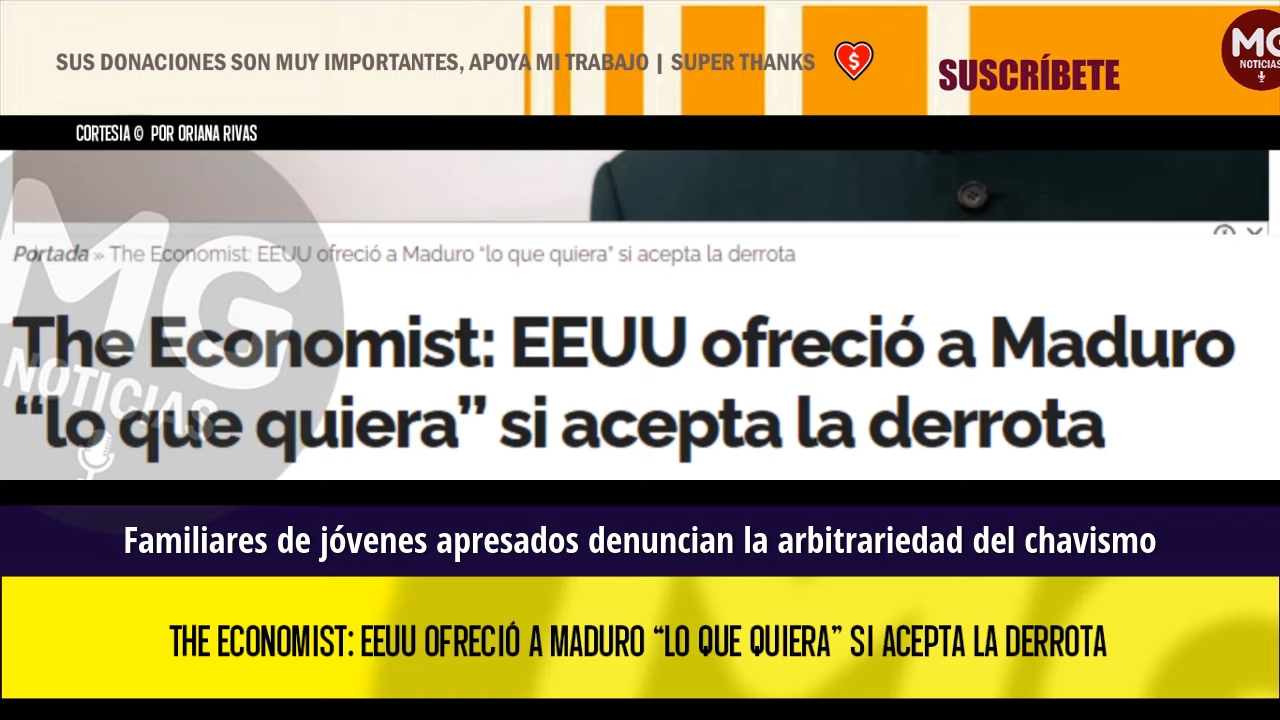 SUS DONACIONES SON MUY IMPORTANTES, APOYA MI TRABAJO | SUPER THANKS
SUSCRÍBETE
MG
NOTICIAS
CORTESIA © POR ORIANA RIVAS
Portada » The Economist: EEUU ofreció a Maduro “lo que quiera” si acepta la derrota
The Economist: EEUU ofreció a Maduro
“lo que quiera” si acepta la derrota
MG
NOTICIAS
Familiares de jóvenes apresados denuncian la arbitrariedad del chavismo
THE ECONOMIST: EEUU OFRECIÓ A MADURO “LO QUE QUIERA” SI ACEPTA LA DERROTA